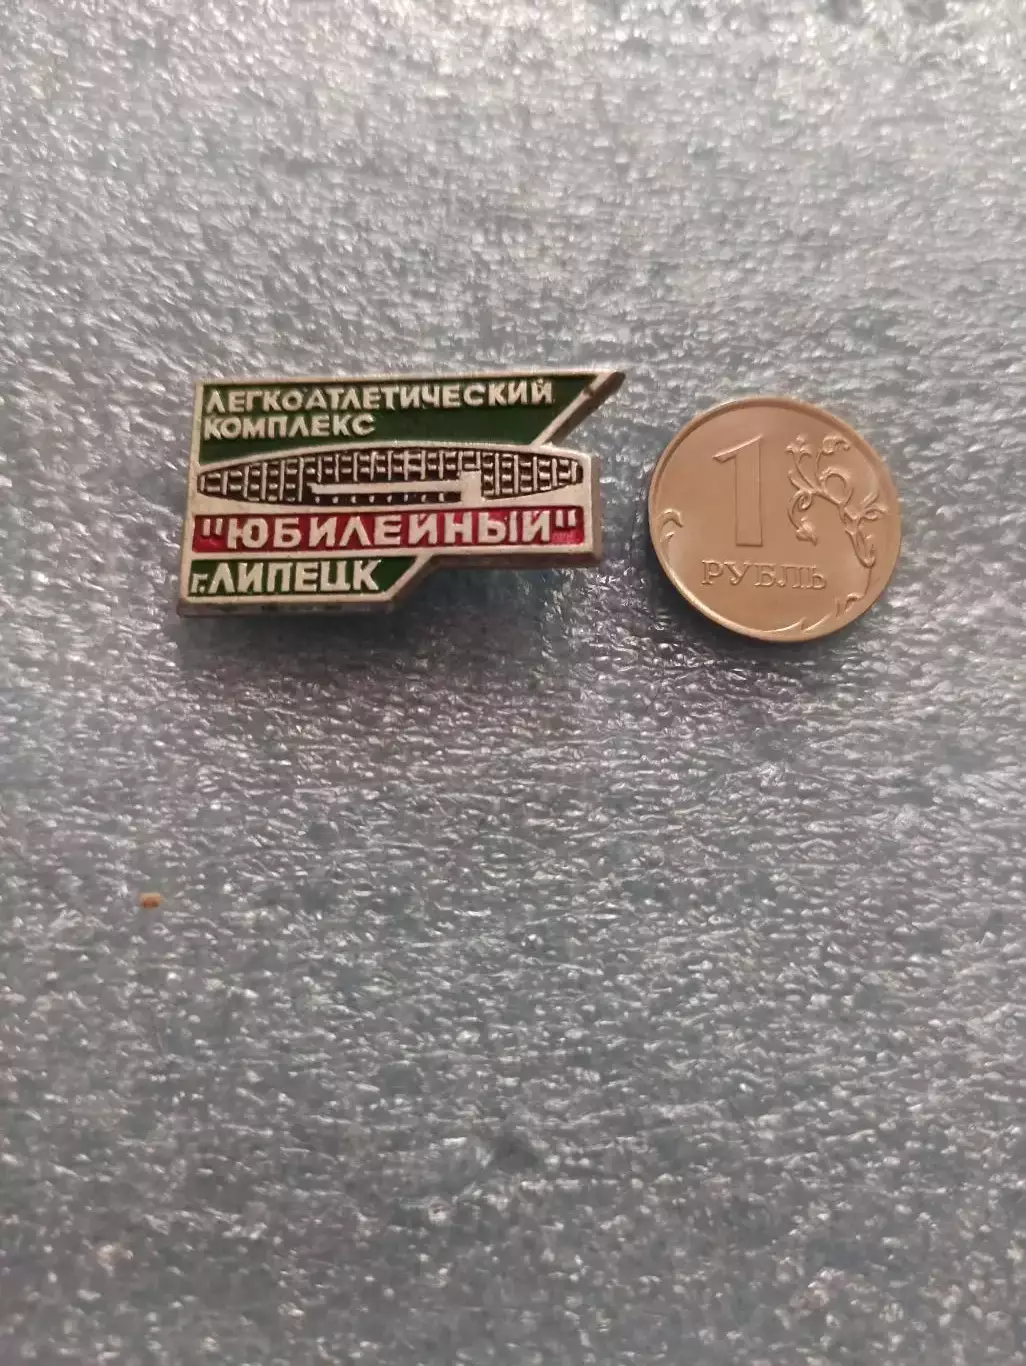 ЛЕГКОАТЛЕТИЧЕСКИЙ
КОМПЛЕКС
"ЮБИЛЕЙНЫЙ"
г. ЛИПЕЦК
1
РУБЛЬ